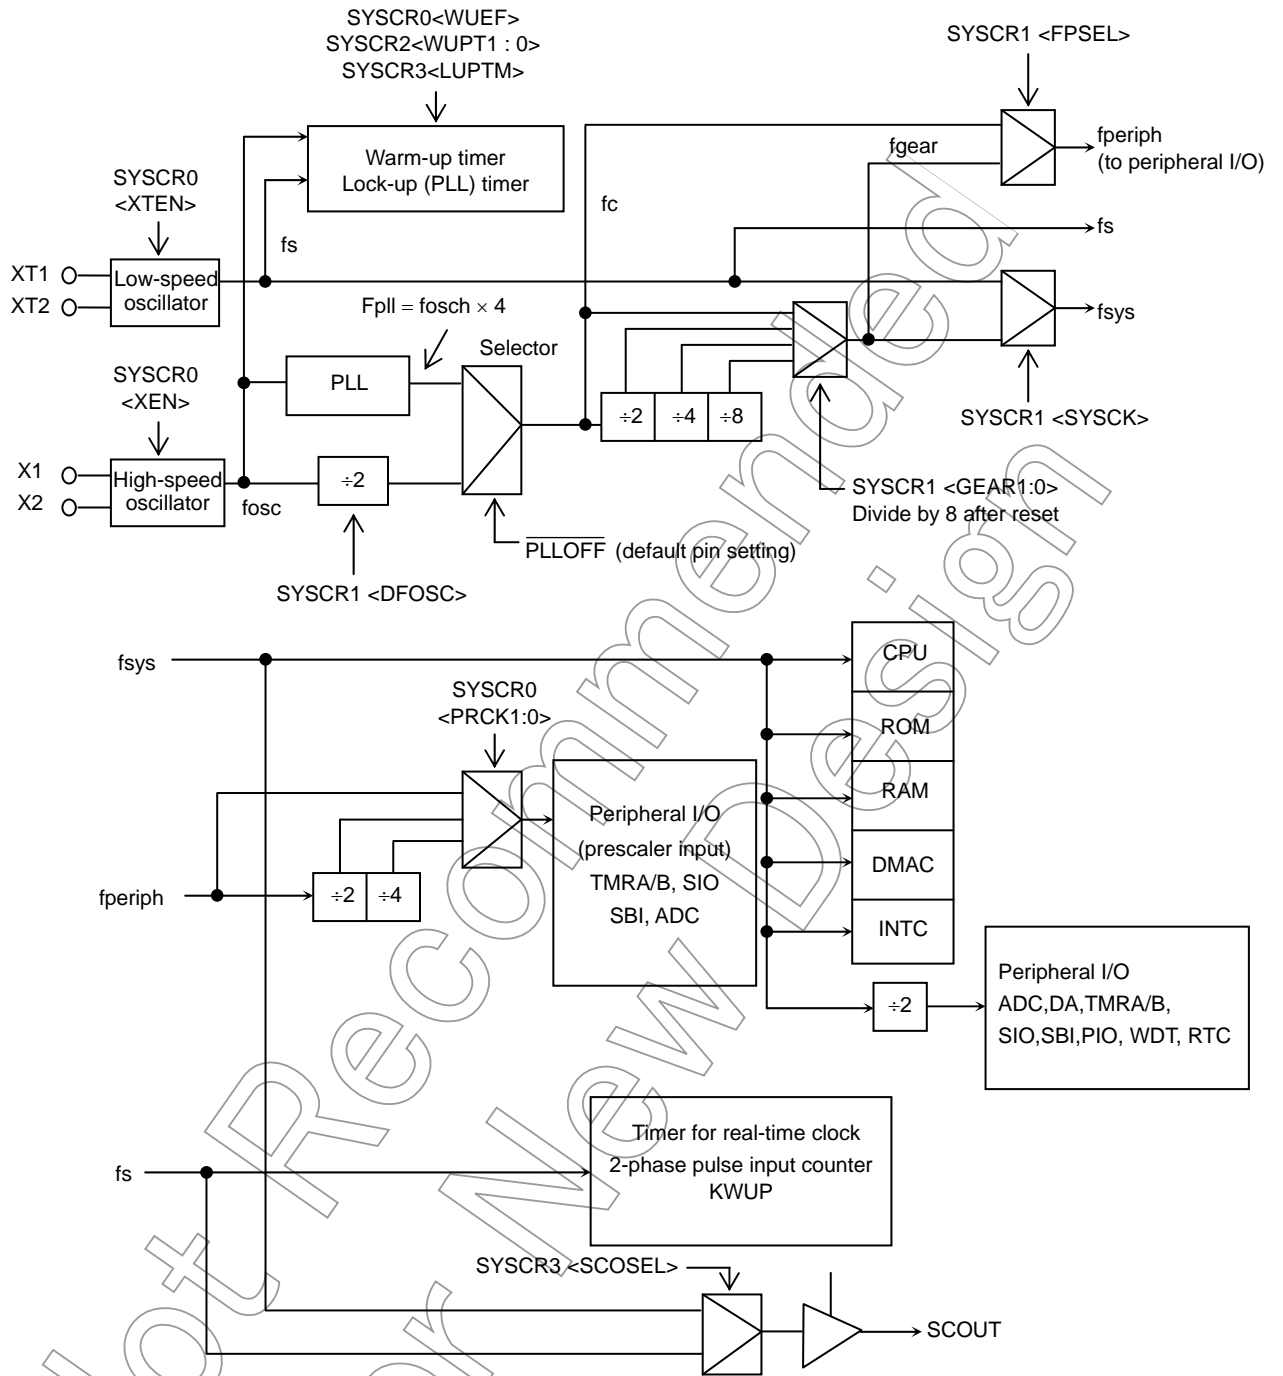 SYSCR0<WUEF>
SYSCR2<WUPT1 : 0>
SYSCR3<LUPTM>
SYSCR1 <FPSEL>
Warm-up timer
Lock-up (PLL) timer
fgear
fperiph
(to peripheral I/O)
SYSCR0
<XTEN>
fc
fs
fs
XT1
XT2
Low-speed
oscillator
Fpll = fosch × 4
fsys
Selector
SYSCR0
<XEN>
PLL
÷2
÷4
÷8
SYSCR1 <SYSCK>
X1
X2
High-speed
oscillator
fosc
÷2
SYSCR1 <GEAR1:0>
Divide by 8 after reset
PLLOFF (default pin setting)
SYSCR1 <DFOSC>
fsys
CPU
SYSCR0
<PRCK1:0>
ROM
RAM
Peripheral I/O
(prescaler input)
TMRA/B, SIO
SBI, ADC
DMAC
fperiph
÷2
÷4
INTC
÷2
Peripheral I/O
ADC,DA,TMRA/B,
SIO,SBI,PIO, WDT, RTC
Timer for real-time clock
2-phase pulse input counter
KWUP
fs
SYSCR3 <SCOSEL>
SCOUT
Not Recommended
for New Design